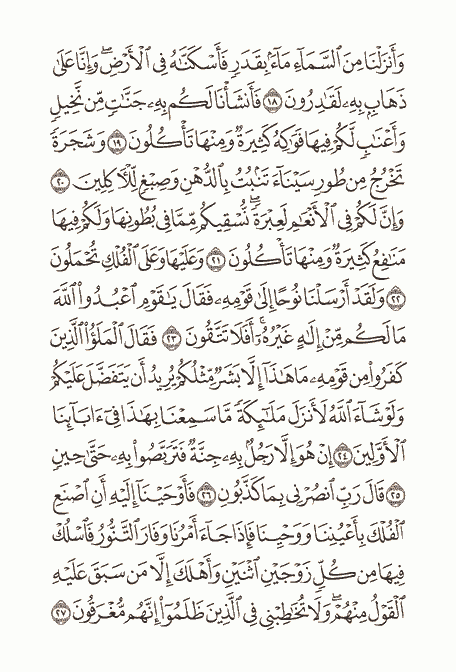 وَأَنزَلْنَا مِنَ ٱلسَّمَآءِ مَآءًۢ بِقَدَرٍ فَأَسْكَنَّٰهُ فِى ٱلْأَرْضِ ۖ وَإِنَّا عَلَىٰ
ذَهَابٍۭ بِهِۦ لَقَٰدِرُونَ ١٨ فَأَنشَأْنَا لَكُم بِهِۦ جَنَّٰتٍ مِّن نَّخِيلٍ
وَأَعْنَٰبٍ لَّكُمْ فِيهَا فَوَٰكِهُ كَثِيرَةٌ وَمِنْهَا تَأْكُلُونَ ١٩ وَشَجَرَةً
تَخْرُجُ مِن طُورِ سَيْنَآءَ تَنۢبُتُ بِٱلدُّهْنِ وَصِبْغٍ لِّلْءَاكِلِينَ ٢٠
وَإِنَّ لَكُمْ فِى ٱلْأَنْعَٰمِ لَعِبْرَةً ۖ نُّسْقِيكُم مِّمَّا فِى بُطُونِهَا وَلَكُمْ فِيهَا
مَنَٰفِعُ كَثِيرَةٌ وَمِنْهَا تَأْكُلُونَ ٢١ وَعَلَيْهَا وَعَلَى ٱلْفُلْكِ تُحْمَلُونَ
٢٢ وَلَقَدْ أَرْسَلْنَا نُوحًا إِلَىٰ قَوْمِهِۦ فَقَالَ يَٰقَوْمِ ٱعْبُدُوا۟ ٱللَّهَ
مَا لَكُم مِّنْ إِلَٰهٍ غَيْرُهُۥٓ ۖ أَفَلَا تَتَّقُونَ ٢٣ فَقَالَ ٱلْمَلَؤُا۟ ٱلَّذِينَ
كَفَرُوا۟ مِن قَوْمِهِۦ مَا هَٰذَآ إِلَّا بَشَرٌ مِّثْلُكُمْ يُرِيدُ أَن يَتَفَضَّلَ عَلَيْكُمْ
وَلَوْ شَآءَ ٱللَّهُ لَأَنزَلَ مَلَٰٓئِكَةً مَّا سَمِعْنَا بِهَٰذَا فِىٓ ءَابَآئِنَا
ٱلْأَوَّلِينَ ٢٤ إِنْ هُوَ إِلَّا رَجُلٌۢ بِهِۦ جِنَّةٌ فَتَرَبَّصُوا۟ بِهِۦ حَتَّىٰ حِينٍ
٢٥ قَالَ رَبِّ ٱنصُرْنِى بِمَا كَذَّبُونِ ٢٦ فَأَوْحَيْنَآ إِلَيْهِ أَنِ ٱصْنَعِ
ٱلْفُلْكَ بِأَعْيُنِنَا وَوَحْيِنَا فَإِذَا جَآءَ أَمْرُنَا وَفَارَ ٱلتَّنُّورُ ۙ فَٱسْلُكْ
فِيهَا مِن كُلٍّ زَوْجَيْنِ ٱثْنَيْنِ وَأَهْلَكَ إِلَّا مَن سَبَقَ عَلَيْهِ
ٱلْقَوْلُ مِنْهُمْ ۖ وَلَا تُخَٰطِبْنِى فِى ٱلَّذِينَ ظَلَمُوٓا۟ ۖ إِنَّهُم مُّغْرَقُونَ ٢٧